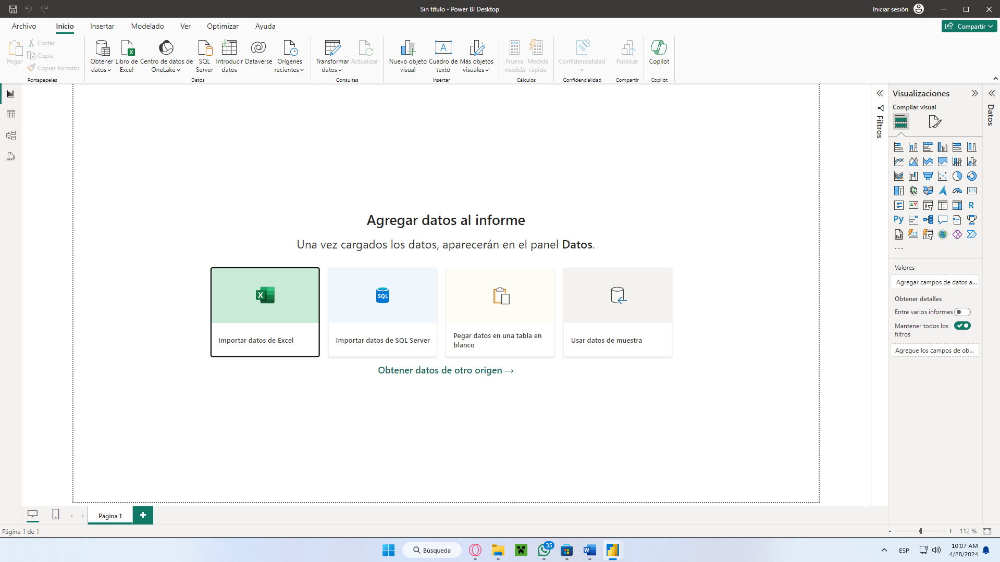 Sin título - Power BI Desktop
Iniciar sesión
Archivo
Inicio
Insertar
Modelado
Ver
Optimizar
Ayuda
Compartir
Pegar
Cortar
Copia
Copiar formato
Portapapeles
Obtener
datos
Libro de
Excel
Centro de datos de
OneLake
SQL
Server
Introducir
datos
Dataverse
Orígenes
recientes
Datos
Transformar
datos
Actualizar
Consultas
Nuevo objeto
visual
Cuadro de
texto
A
Más objetos
visuales
Insertar
Nueva
medida
Medida
rápida
Cálculos
Confidencialidad
Confidencialidad
Publicar
Compartir
Copilot
Copilot
DAX
Filtros
Visualizaciones
Compilar visual
Datos
123
R
Py
123
...
Valores
Agregar campos de datos a...
Obtener detalles
Entre varios informes
Mantener todos los
filtros
Agregue los campos de ob...
Agregar datos al informe
Una vez cargados los datos, aparecerán en el panel Datos.
X
SQL
Importar datos de Excel
Importar datos de SQL Server
Pegar datos en una tabla en
blanco
Usar datos de muestra
Obtener datos de otro origen →
Página 1
+
Página 1 de 1
- + 112 %
Búsqueda
35
W
ESP
10:07 AM
4/28/2024